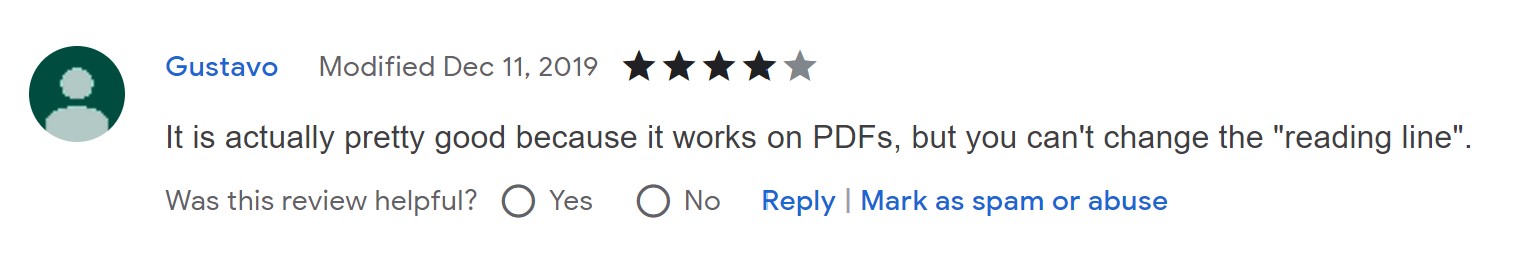 Gustavo Modified Dec 11, 2019
It is actually pretty good because it works on PDFs, but you can't change the "reading line".
Was this review helpful? Yes No Reply | Mark as spam or abuse